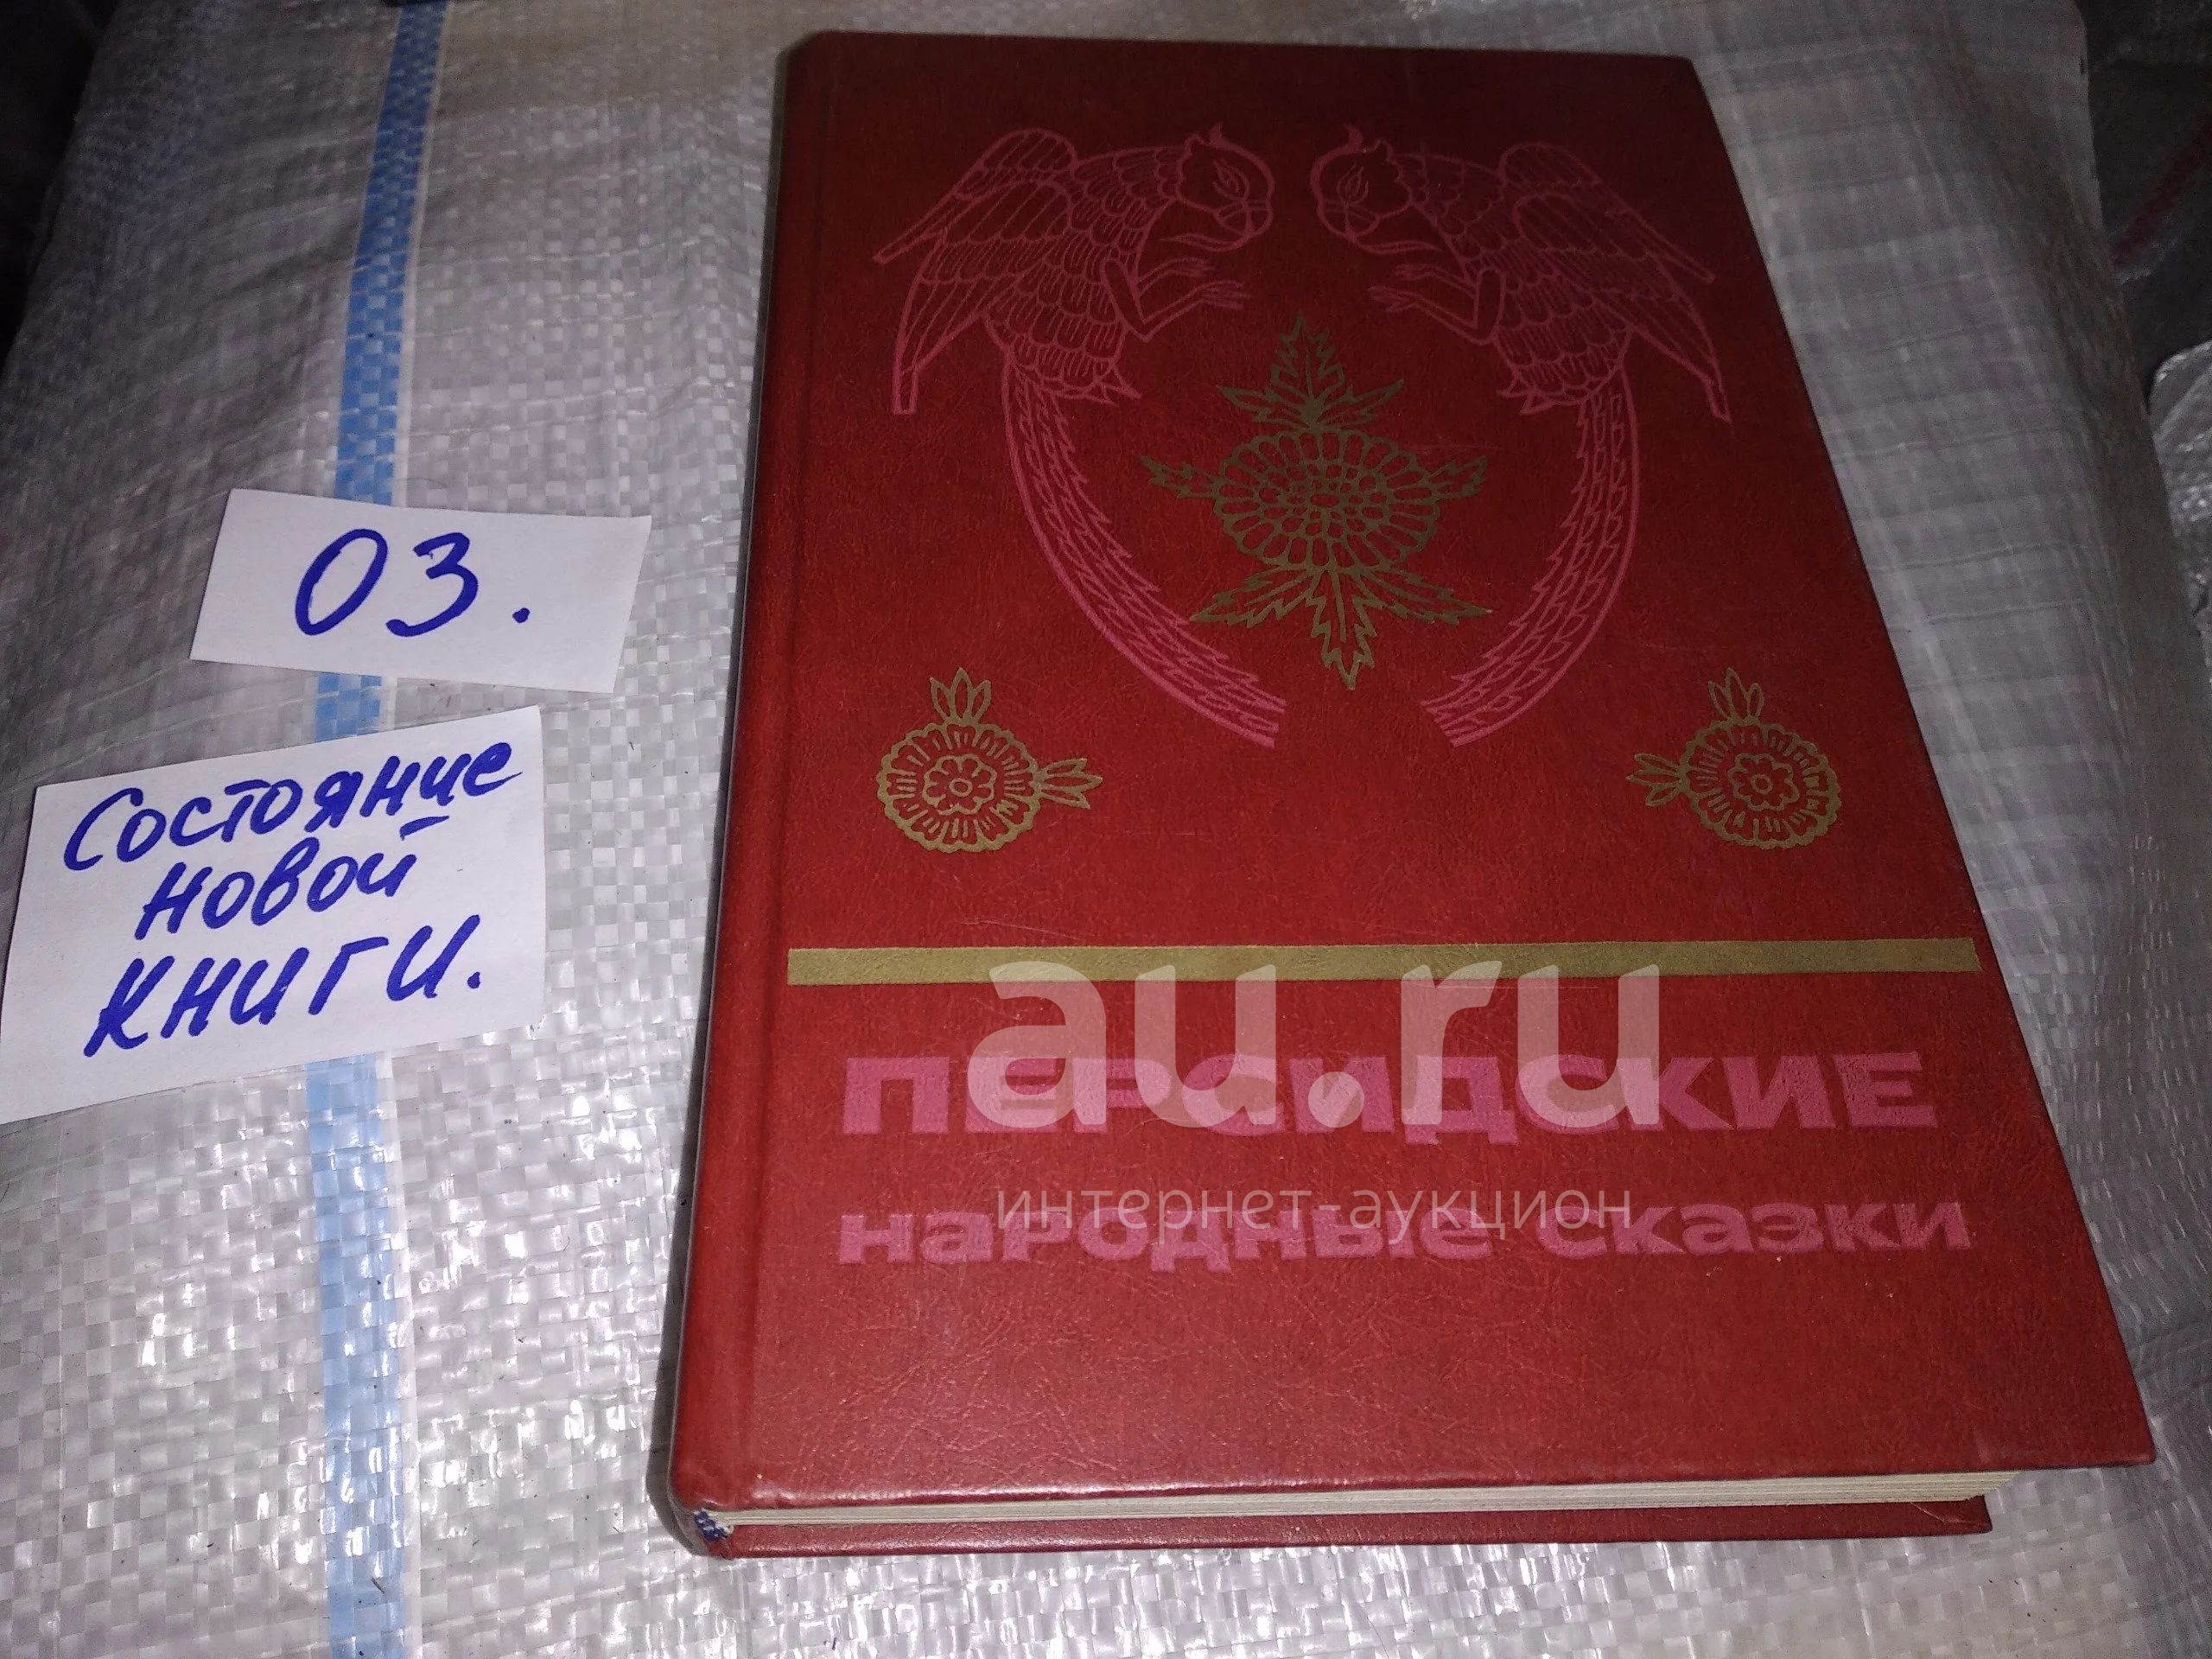 03.
Состояние
новой
книги.
au.ru
ПЕРСИДСКИЕ
интернет-аукцион
народные сказки